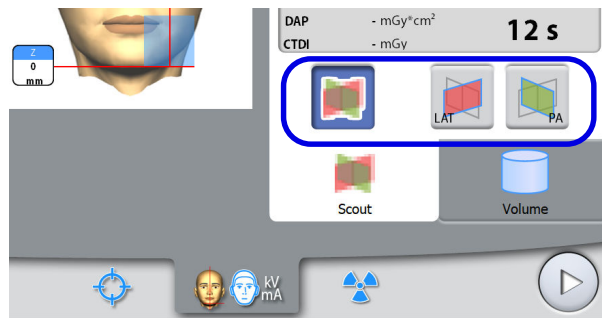 DAP - mGy*cm²
12 s
CTDI - mGy
Z
0
mm
LAT
PA
Scout
Volume
kV
mA